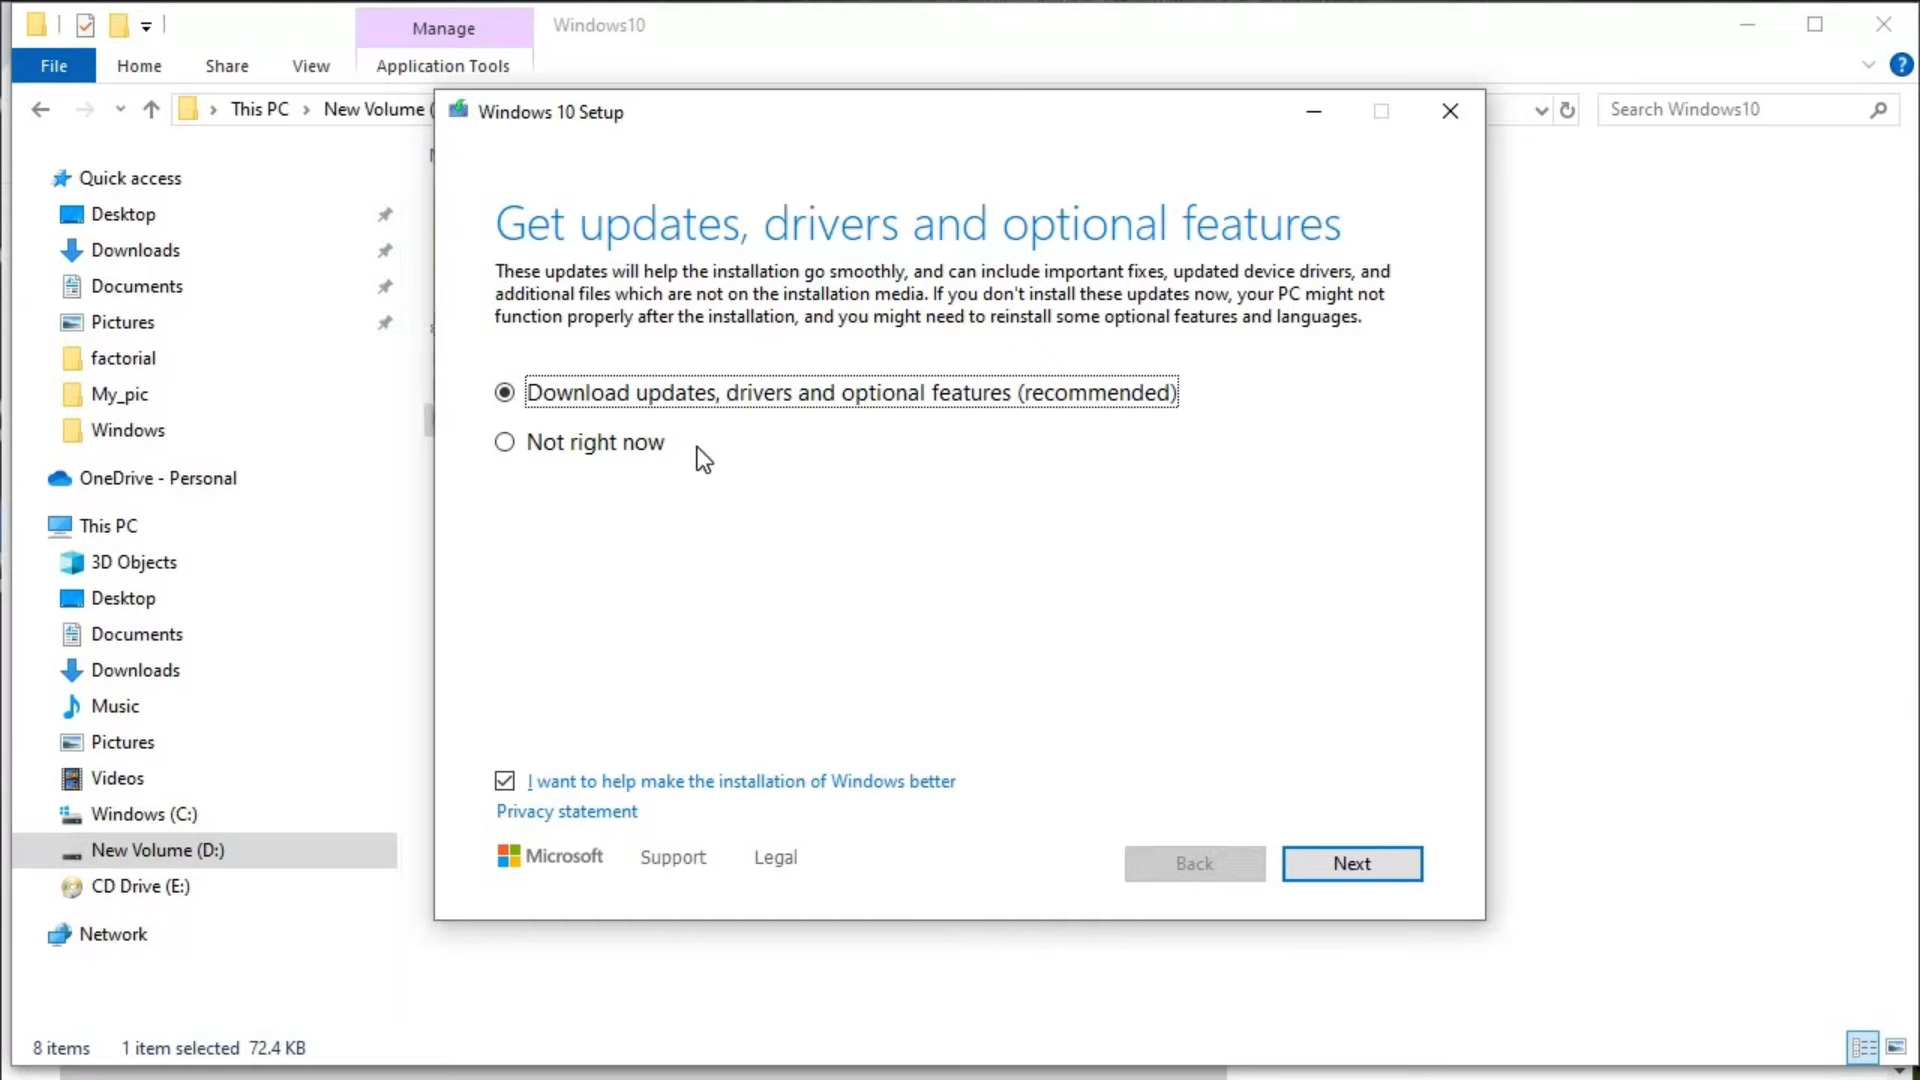 Manage
Windows10
File
Home
Share
View
Application Tools
This PC
New Volume (
Search Windows10
Windows 10 Setup
Quick access
Desktop
Downloads
Documents
Pictures
factorial
My_pic
Windows
OneDrive - Personal
This PC
3D Objects
Desktop
Documents
Downloads
Music
Pictures
Videos
Windows (C:)
New Volume (D:)
CD Drive (E:)
Network
Get updates, drivers and optional features
These updates will help the installation go smoothly, and can include important fixes, updated device drivers, and
additional files which are not on the installation media. If you don't install these updates now, your PC might not
function properly after the installation, and you might need to reinstall some optional features and languages.
Download updates, drivers and optional features (recommended)
Not right now
I want to help make the installation of Windows better
Privacy statement
Microsoft
Support
Legal
Back
Next
8 items
1 item selected 72.4 KB